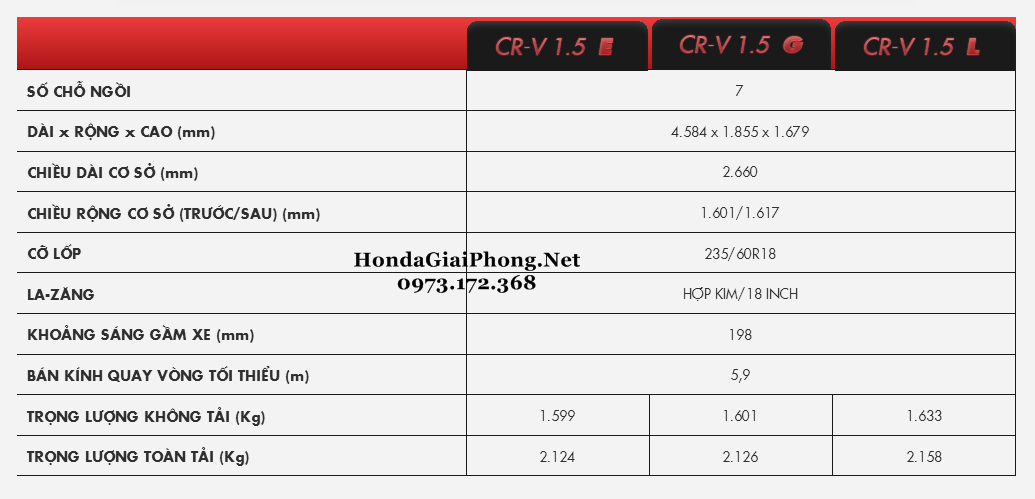 CR-V 1.5 E CR-V 1.5 G CR-V 1.5 L
SỐ CHỖ NGỒI 7
DÀI x RỘNG x CAO (mm) 4.584 x 1.855 x 1.679
CHIỀU DÀI CƠ SỞ (mm) 2.660
CHIỀU RỘNG CƠ SỞ (TRƯỚC/SAU) (mm) 1.601/1.617
CỠ LỐP 235/60R18
HondaGiaiPhong.Net
0973.172.368
LA-ZĂNG HỢP KIM/18 INCH
KHOẢNG SÁNG GẦM XE (mm) 198
BÁN KÍNH QUAY VÒNG TỐI THIỂU (m) 5,9
TRỌNG LƯỢNG KHÔNG TẢI (Kg) 1.599 1.601 1.633
TRỌNG LƯỢNG TOÀN TẢI (Kg) 2.124 2.126 2.158